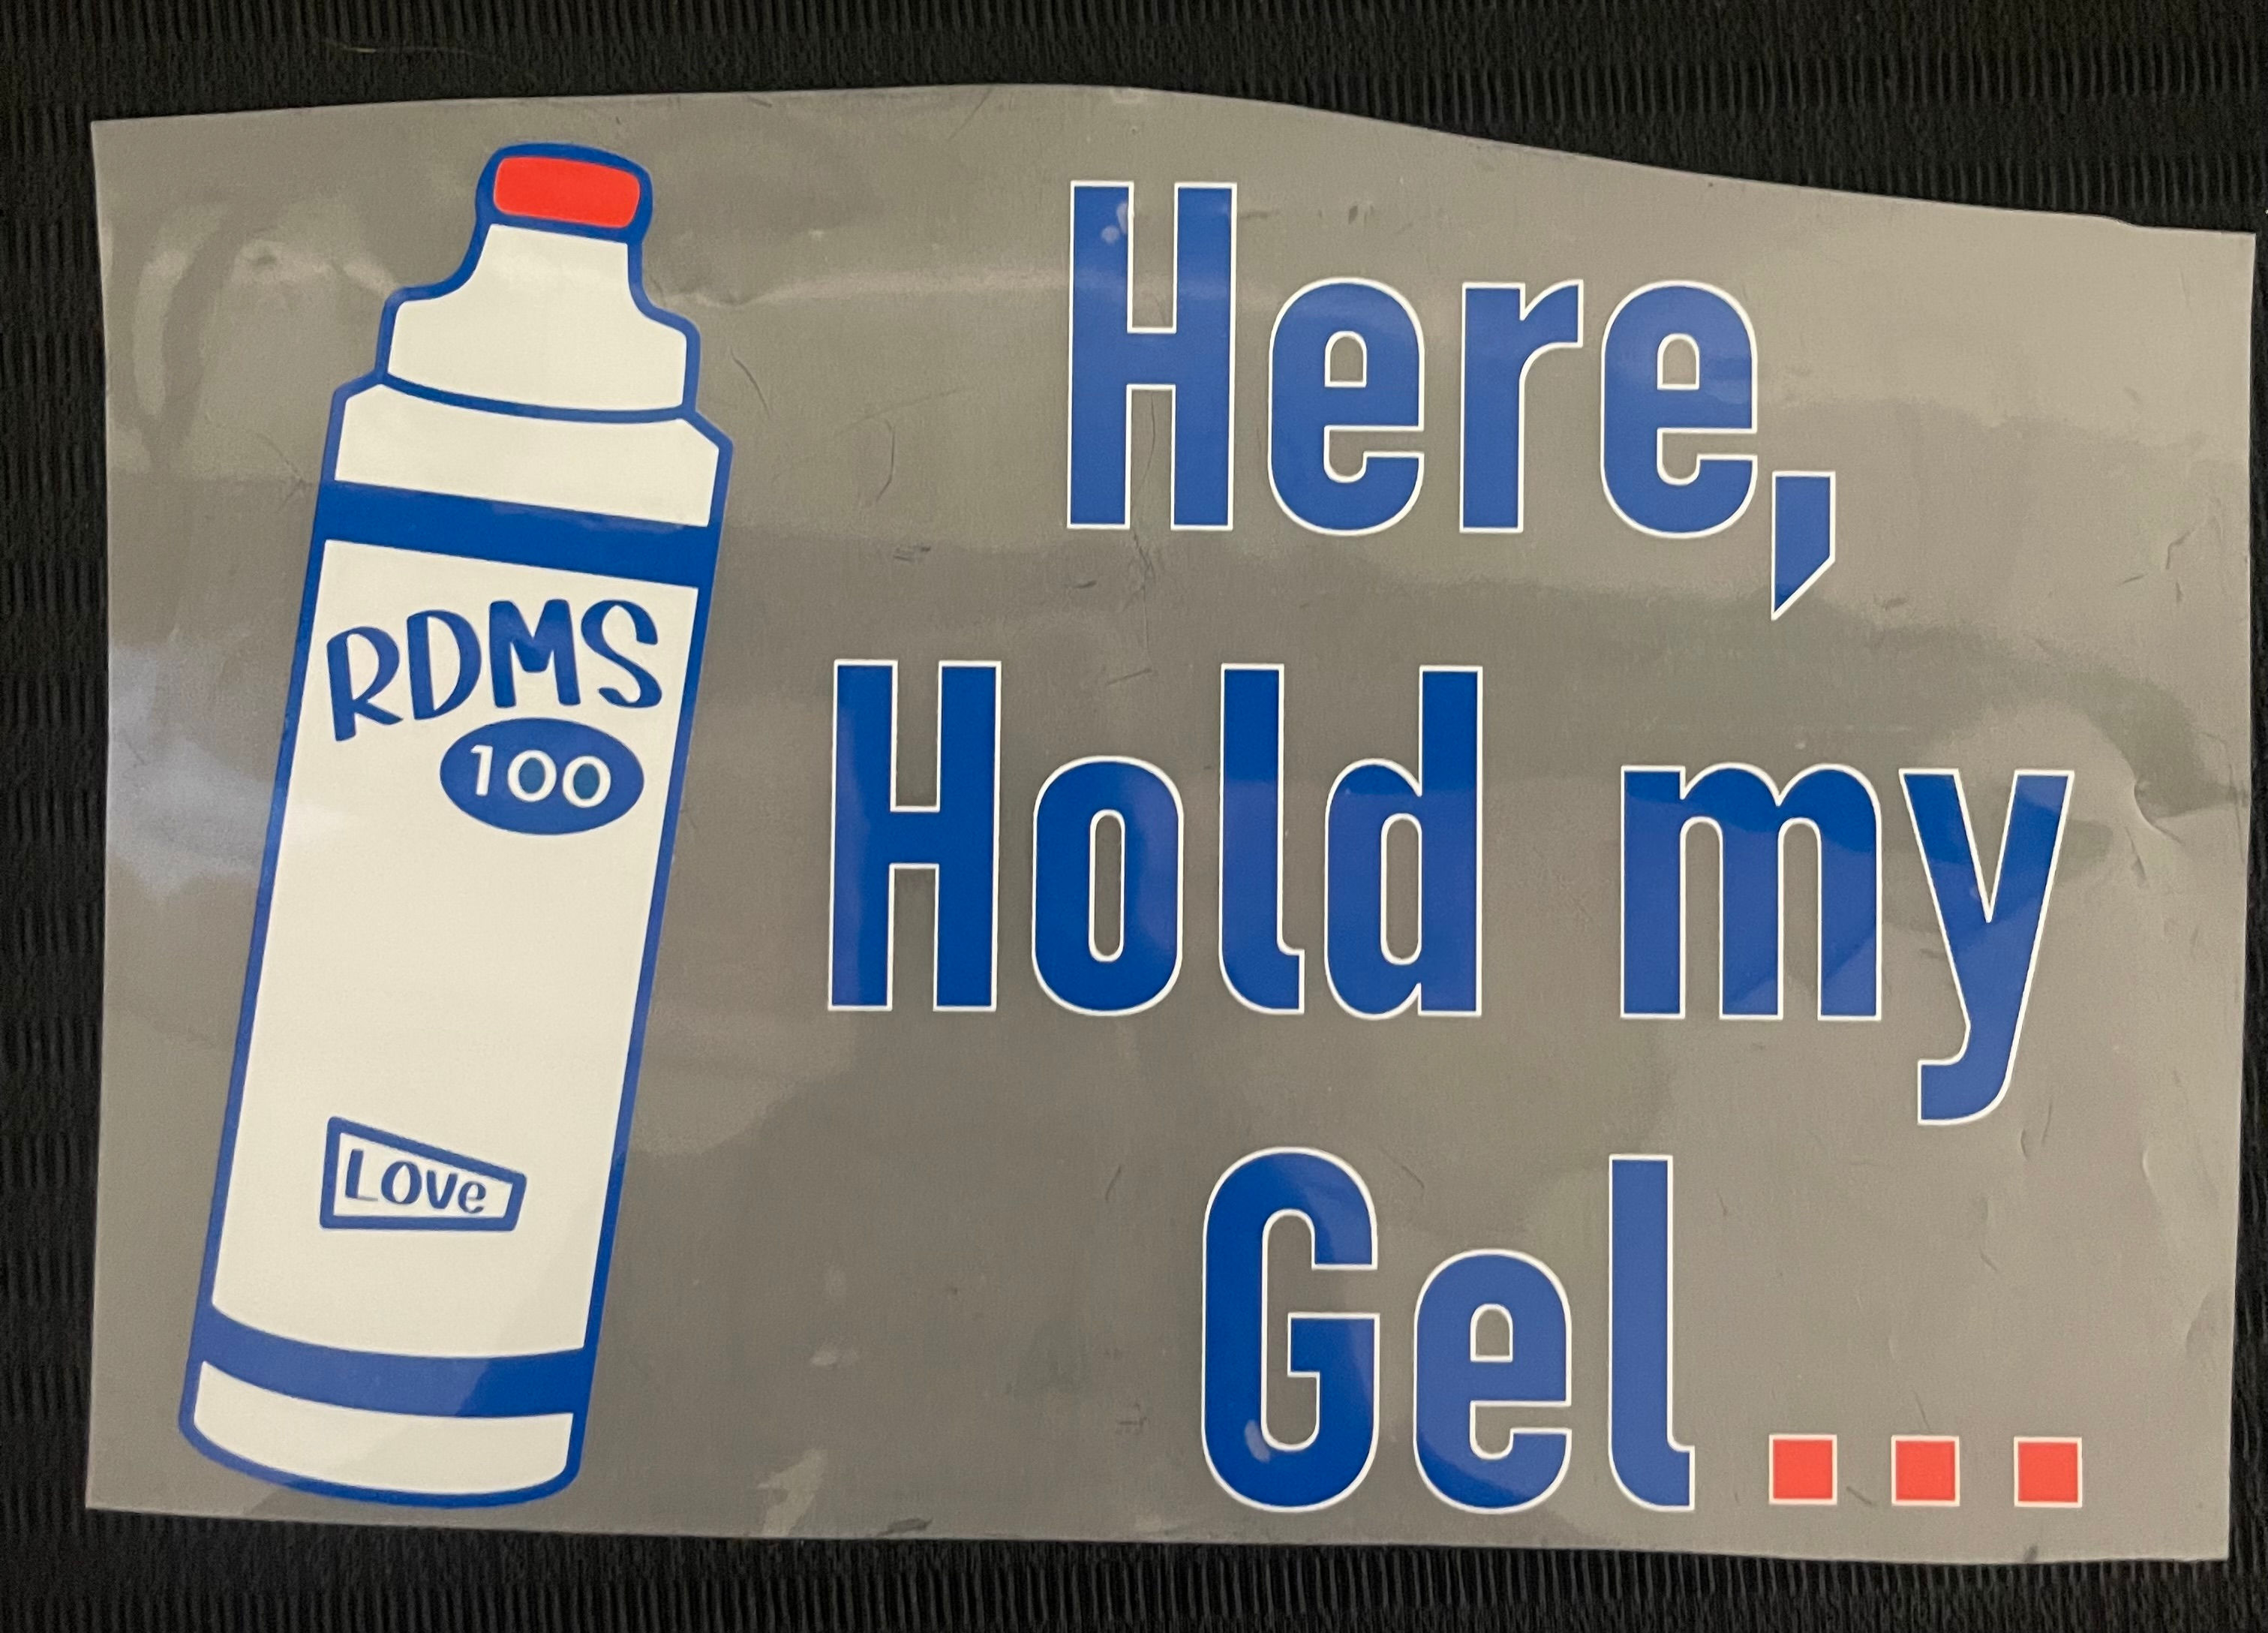 RDMS
100
Love
Here,
Hold my
Gel...